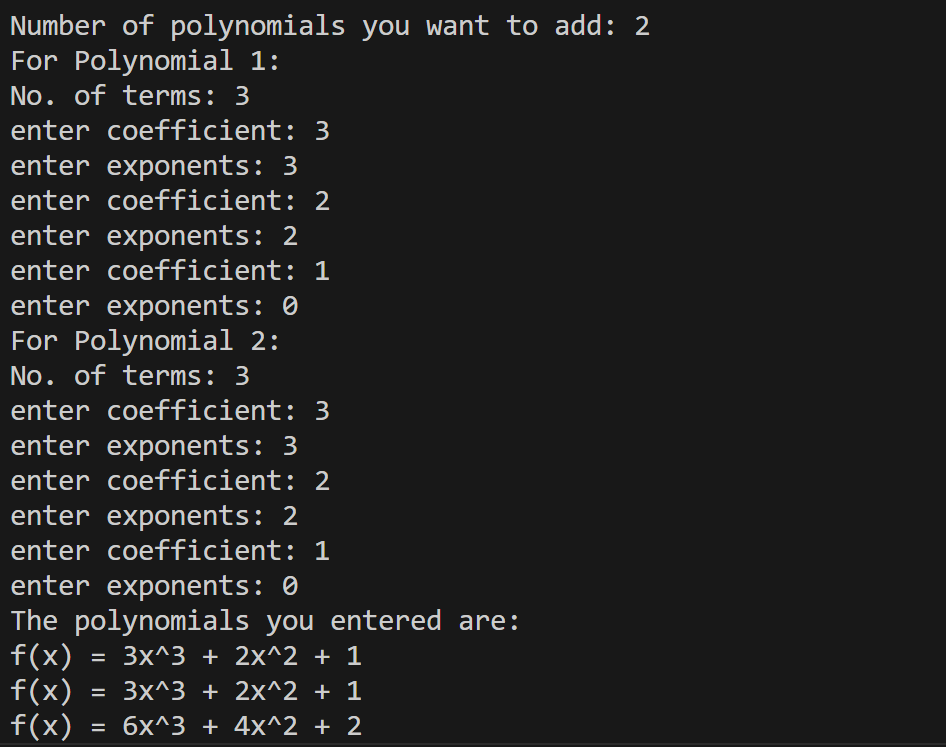 Number of polynomials you want to add: 2
For Polynomial 1:
No. of terms: 3
enter coefficient: 3
enter exponents: 3
enter coefficient: 2
enter exponents: 2
enter coefficient: 1
enter exponents: 0
For Polynomial 2:
No. of terms: 3
enter coefficient: 3
enter exponents: 3
enter coefficient: 2
enter exponents: 2
enter coefficient: 1
enter exponents: 0
The polynomials you entered are:
f(x) = 3x^3 + 2x^2 + 1
f(x) = 3x^3 + 2x^2 + 1
f(x) = 6x^3 + 4x^2 + 2